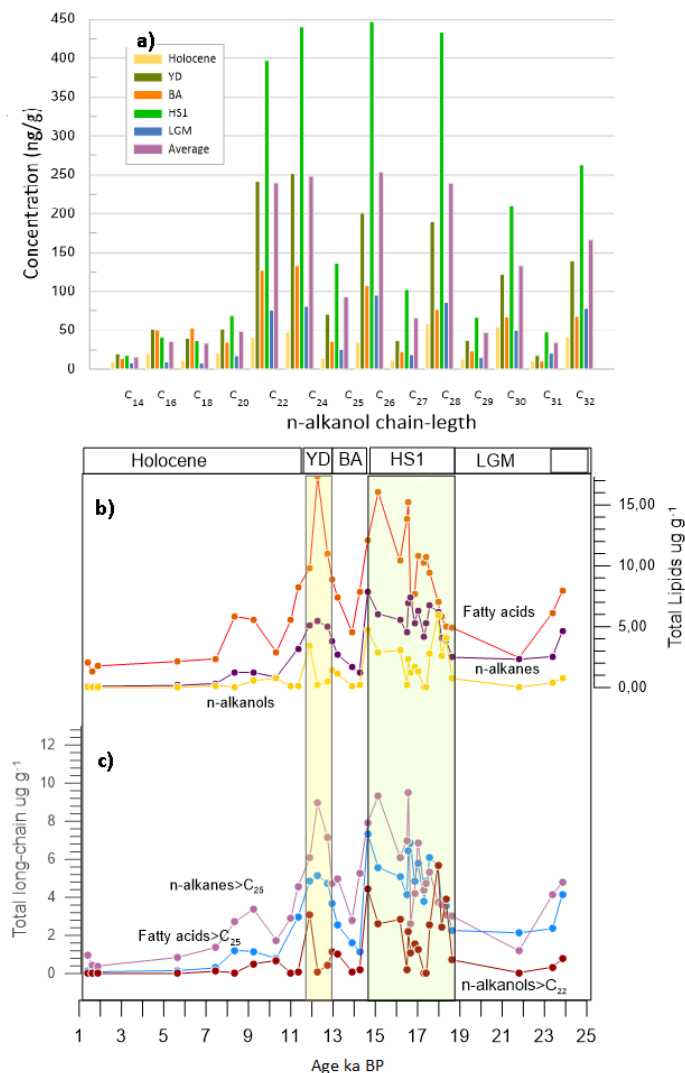 450
400
350
300
250
200
150
100
50
0
Concentration (ng/g)
a)
Holocene
YD
BA
HS1
LGM
Average
C14 C16 C18 C20 C22 C24 C25 C26 C27 C28 C29 C30 C31 C32
n-alkanol chain-legth
Holocene YD BA HS1 LGM
b)
15,00
10,00
5,00
0,00
Total Lipids ug g-1
Fatty acids
n-alkanes
n-alkanols
c)
12
10
8
6
4
2
0
Total long-chain ug g-1
n-alkanes>C25
Fatty acids>C25
n-alkanols>C22
1 3 5 7 9 11 13 15 17 19 21 23 25
Age ka BP